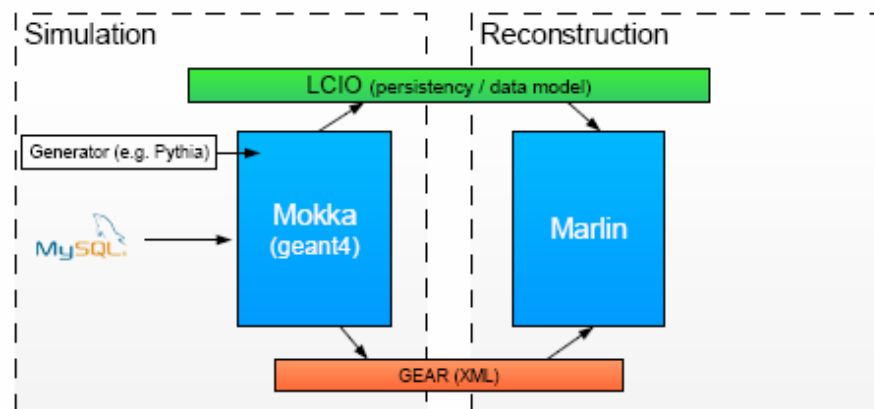 Simulation
Reconstruction
LCIO (persistency / data model)
Generator (e.g. Pythia)
Mokka
(geant4)
Marlin
MySQL
GEAR (XML)